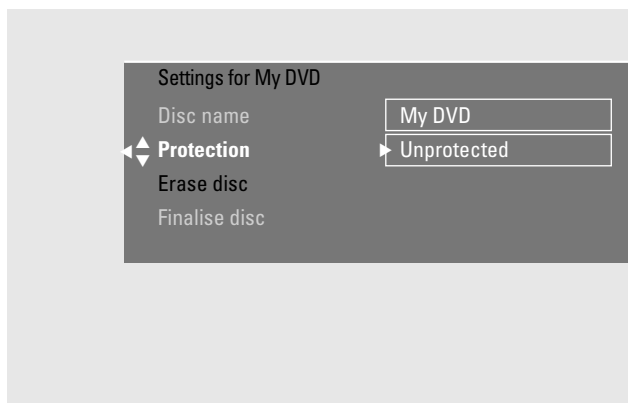 Settings for My DVD
Disc name My DVD
Protection Unprotected
Erase disc
Finalise disc